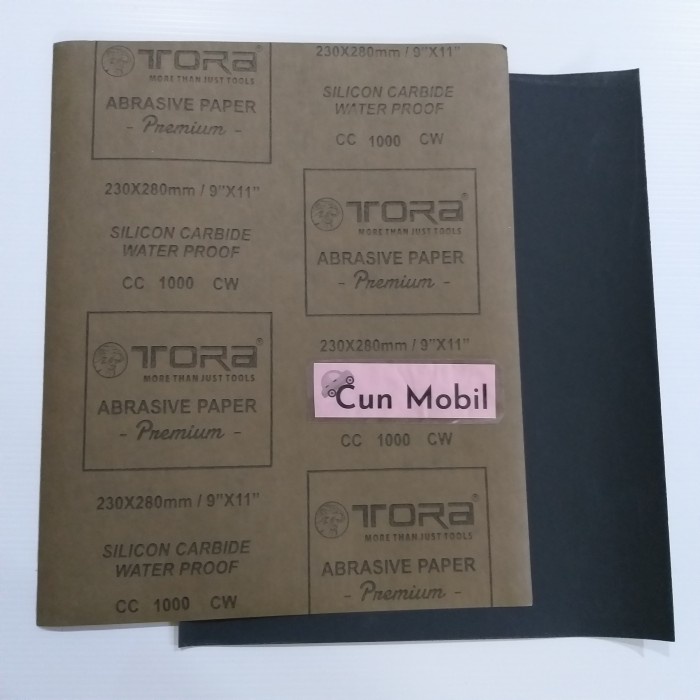 TORA®
MORE THAN JUST TOOLS
ABRASIVE PAPER
- Premium -
230X280mm / 9"X11"
SILICON CARBIDE
WATER PROOF
CC 1000 CW
TORA
MORE THAN JUST TOOLS
ABRASIVE PAPER
- Premium -
230X280mm / 9"X11"
SILICON CARBIDE
WATER PROOF
CC 1000 CW
230X280mm / 9"X11"
SILICON CARBIDE
WATER PROOF
CC 1000 CW
TORA®
MORE THAN JUST TOOLS
ABRASIVE PAPER
- Premium -
230X280mm / 9"X11"
Cun Mobil
CC 1000 CW
TORA®
MORE THAN JUST TOOLS
ABRASIVE PAPER
- Premium -